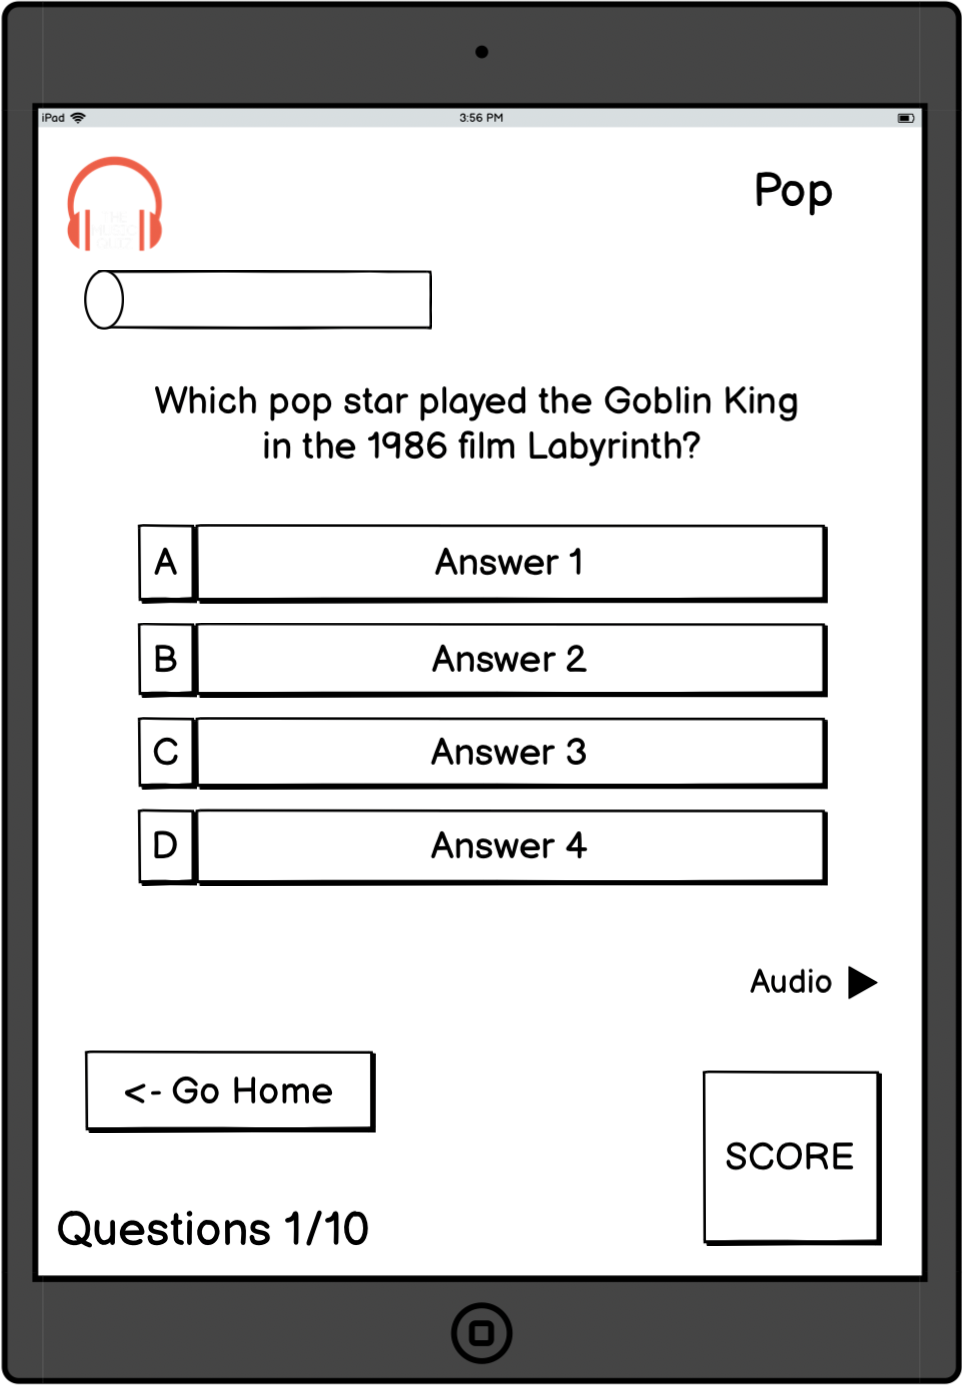 iPad 3:56 PM
Pop
Which pop star played the Goblin King
in the 1986 film Labyrinth?
A Answer 1
B Answer 2
C Answer 3
D Answer 4
Audio
<- Go Home
SCORE
Questions 1/10